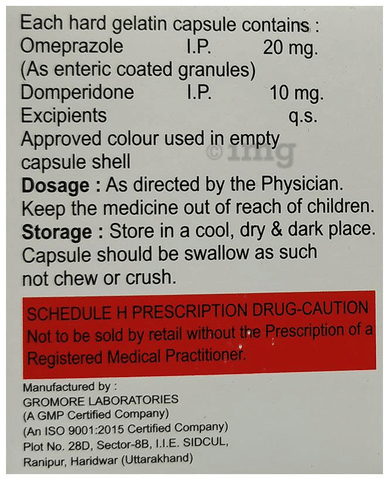 Each hard gelatin capsule contains :
Omeprazole I.P. 20 mg.
(As enteric coated granules)
Domperidone I.P. 10 mg.
Excipients q.s.
Approved colour used in empty
capsule shell
©1mg
Dosage : As directed by the Physician.
Keep the medicine out of reach of children.
Storage : Store in a cool, dry & dark place.
Capsule should be swallow as such
not chew or crush.
SCHEDULE H PRESCRIPTION DRUG-CAUTION
Not to be sold by retail without the Prescription of a
Registered Medical Practitioner.
Manufactured by :
GROMORE LABORATORIES
(A GMP Certified Company)
(An ISO 9001:2015 Certified Company)
Plot No. 28D, Sector-8B, I.I.E. SIDCUL,
Ranipur, Haridwar (Uttarakhand)